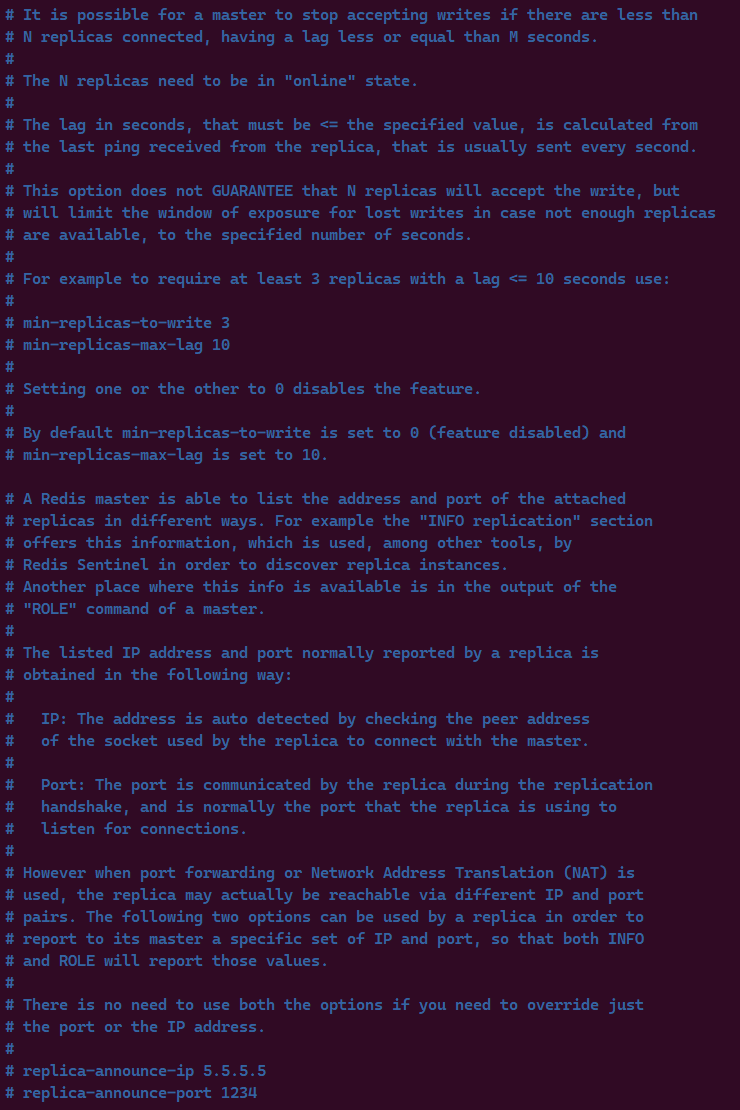 # It is possible for a master to stop accepting writes if there are less than
# N replicas connected, having a lag less or equal than M seconds.
#
# The N replicas need to be in "online" state.
#
# The lag in seconds, that must be <= the specified value, is calculated from
# the last ping received from the replica, that is usually sent every second.
#
# This option does not GUARANTEE that N replicas will accept the write, but
# will limit the window of exposure for lost writes in case not enough replicas
# are available, to the specified number of seconds.
#
# For example to require at least 3 replicas with a lag <= 10 seconds use:
#
# min-replicas-to-write 3
# min-replicas-max-lag 10
#
# Setting one or the other to 0 disables the feature.
#
# By default min-replicas-to-write is set to 0 (feature disabled) and
# min-replicas-max-lag is set to 10.

# A Redis master is able to list the address and port of the attached
# replicas in different ways. For example the "INFO replication" section
# offers this information, which is used, among other tools, by
# Redis Sentinel in order to discover replica instances.
# Another place where this info is available is in the output of the
# "ROLE" command of a master.
#
# The listed IP address and port normally reported by a replica is
# obtained in the following way:
#
#   IP: The address is auto detected by checking the peer address
#   of the socket used by the replica to connect with the master.
#
#   Port: The port is communicated by the replica during the replication
#   handshake, and is normally the port that the replica is using to
#   listen for connections.
#
# However when port forwarding or Network Address Translation (NAT) is
# used, the replica may actually be reachable via different IP and port
# pairs. The following two options can be used by a replica in order to
# report to its master a specific set of IP and port, so that both INFO
# and ROLE will report those values.
#
# There is no need to use both the options if you need to override just
# the port or the IP address.
#
# replica-announce-ip 5.5.5.5
# replica-announce-port 1234